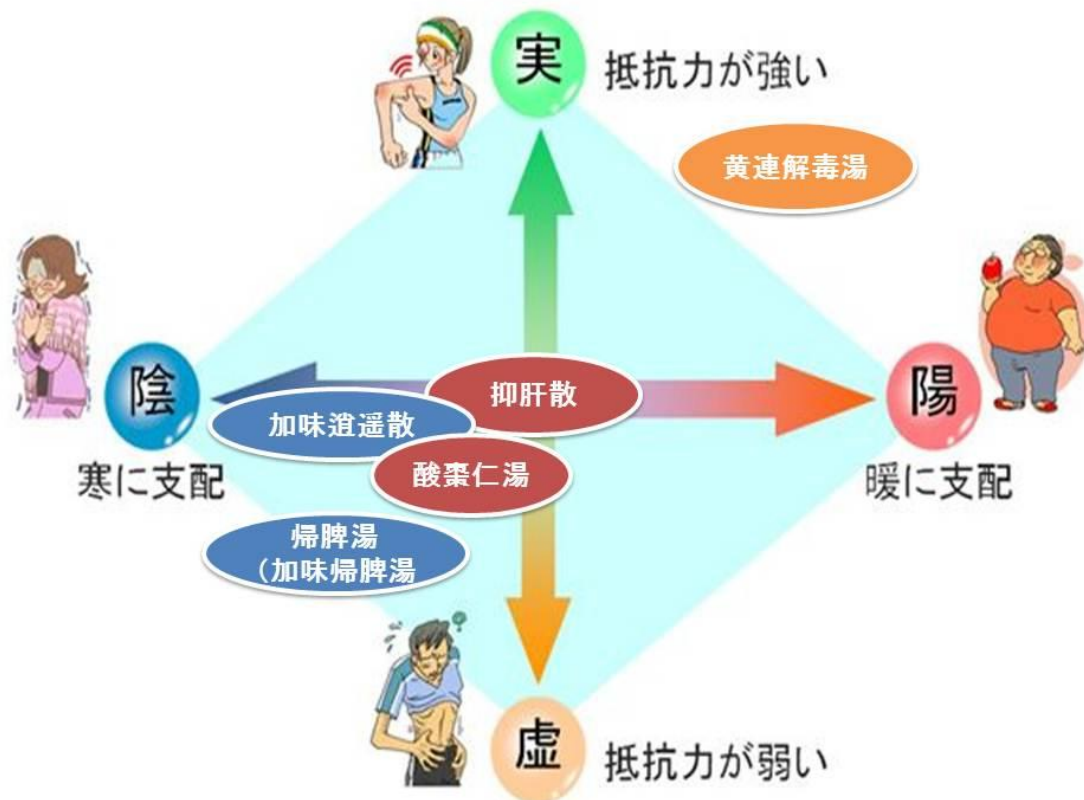 実 抵抗力が強い
黄連解毒湯
陰
寒に支配
抑肝散
加味逍遥散
酸棗仁湯
陽
暖に支配
帰脾湯
（加味帰脾湯
虚 抵抗力が弱い